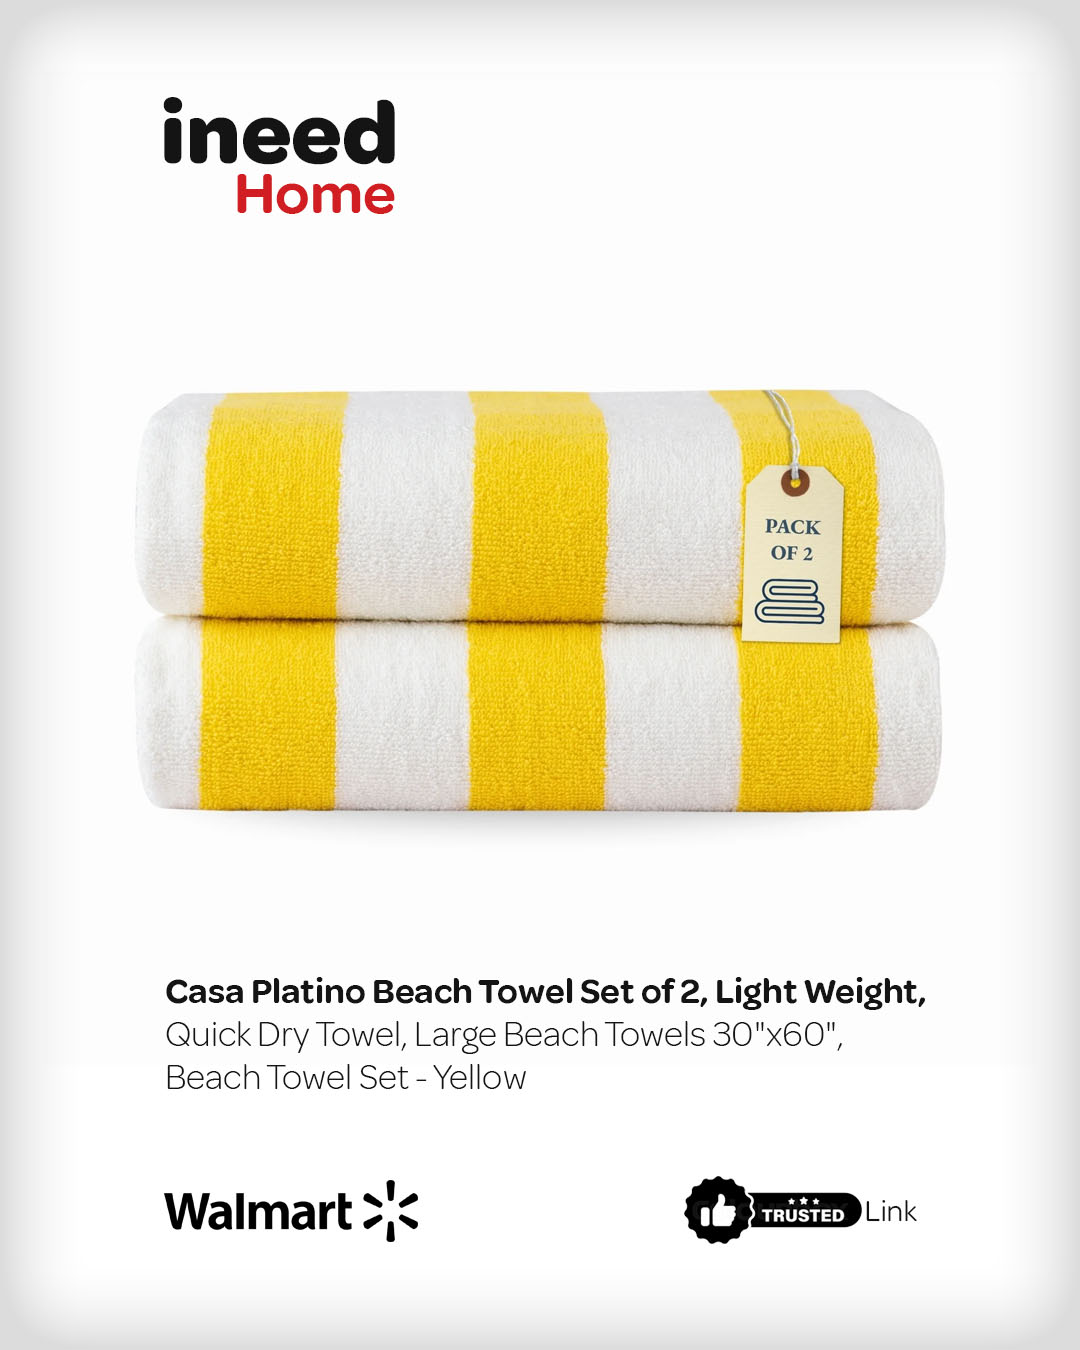 ineed
Home
PACK
OF 2
Casa Platino Beach Towel Set of 2, Light Weight,
Quick Dry Towel, Large Beach Towels 30"x60",
Beach Towel Set - Yellow
Walmart
TRUSTED Link